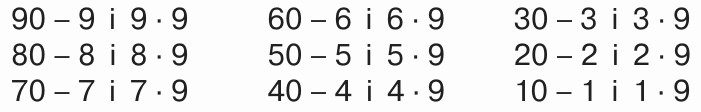 90 – 9 i 9 · 9 60 – 6 i 6 · 9 30 – 3 i 3 · 9
80 – 8 i 8 · 9 50 – 5 i 5 · 9 20 – 2 i 2 · 9
70 – 7 i 7 · 9 40 – 4 i 4 · 9 10 – 1 i 1 · 9